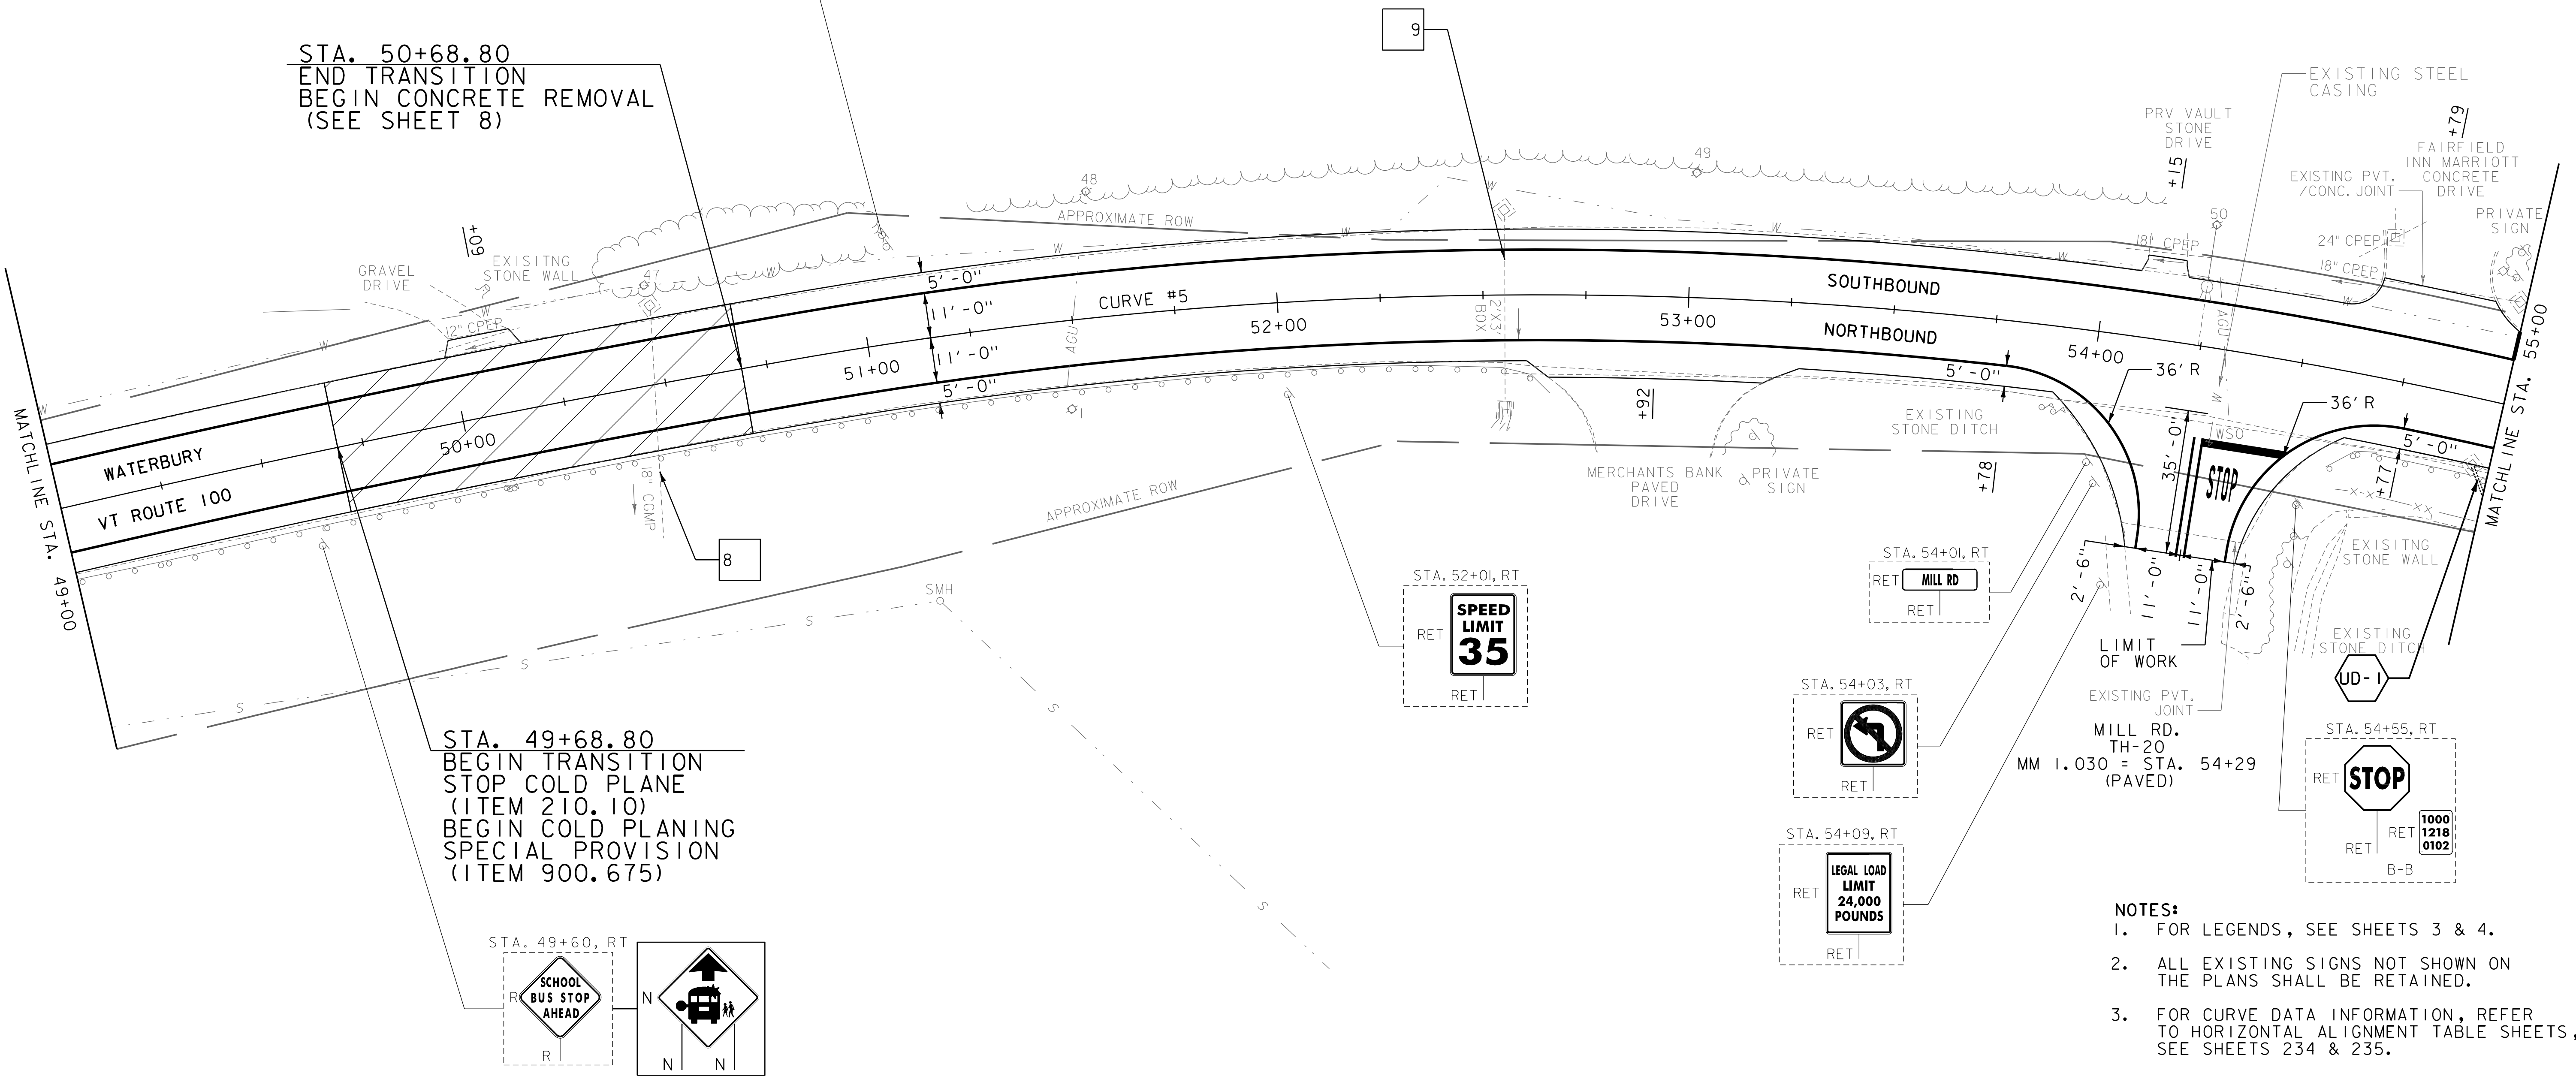 STA. 50+68.80
END TRANSITION
BEGIN CONCRETE REMOVAL
(SEE SHEET 8)
9
EXISTING STEEL
CASING
PRV VAULT
STONE
DRIVE
+15
+79
FAIRFIELD
INN MARRIOTT
CONCRETE
DRIVE
EXISTING PVT.
/CONC. JOINT
PRIVATE
SIGN
+09
GRAVEL
DRIVE
EXISITNG
STONE WALL
47
48
49
50
APPROXIMATE ROW
12" CPEP
18" CPEP
24" CPEP
18" CPEP
W
W
W
W
W
W
W
W
W
W
W
W
5'-0"
11'-0"
11'-0"
5'-0"
CURVE #5
AGU
2'X3'
BOX
SOUTHBOUND
NORTHBOUND
AGU
50+00
51+00
52+00
53+00
54+00
MATCHLINE STA. 49+00
MATCHLINE STA. 55+00
WATERBURY
VT ROUTE 100
18" CGMP
8
1
+92
5'-0"
36' R
36' R
35'-0"
WSO
STOP
5'-0"
+77
EXISTING
STONE DITCH
MERCHANTS BANK
PAVED
DRIVE
PRIVATE
SIGN
+78
APPROXIMATE ROW
SMH
S
S
S
S
S
STA. 52+01, RT
RET
SPEED
LIMIT
35
RET
STA. 54+01, RT
RET
MILL RD
RET
2'-6"
11'-0"
11'-0"
2'-6"
EXISITNG
STONE WALL
EXISTING
STONE DITCH
LIMIT
OF WORK
UD-1
EXISTING PVT.
JOINT
STA. 54+03, RT
RET
RET
MILL RD.
TH-20
MM 1.030 = STA. 54+29
(PAVED)
STA. 54+55, RT
RET
STOP
RET
RET
1000
1218
0102
B-B
STA. 54+09, RT
RET
LEGAL LOAD
LIMIT
24,000
POUNDS
RET
STA. 49+68.80
BEGIN TRANSITION
STOP COLD PLANE
(ITEM 210.10)
BEGIN COLD PLANING
SPECIAL PROVISION
(ITEM 900.675)
STA. 49+60, RT
R
SCHOOL
BUS STOP
AHEAD
R
N
N
N
NOTES:
1. FOR LEGENDS, SEE SHEETS 3 & 4.
2. ALL EXISTING SIGNS NOT SHOWN ON
THE PLANS SHALL BE RETAINED.
3. FOR CURVE DATA INFORMATION, REFER
TO HORIZONTAL ALIGNMENT TABLE SHEETS,
SEE SHEETS 234 & 235.